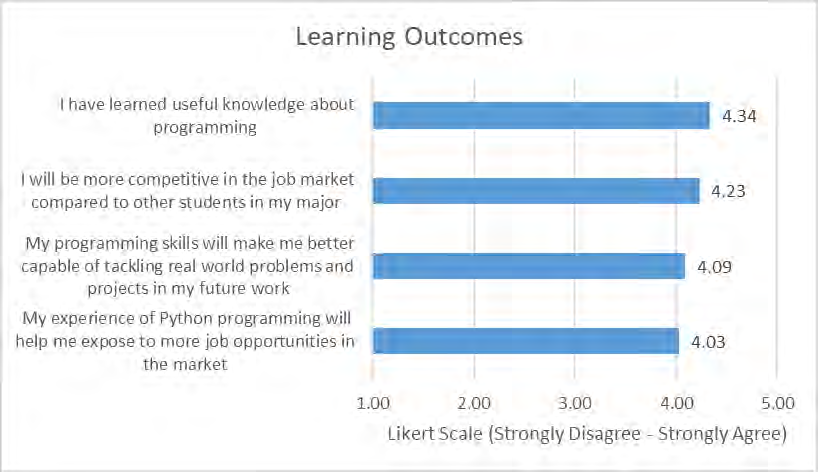 Learning Outcomes
I have learned useful knowledge about
programming
4.34
I will be more competitive in the job market
compared to other students in my major
4.23
My programming skills will make me better
capable of tackling real world problems and
projects in my future work
4.09
My experience of Python programming will
help me expose to more job opportunities in
the market
4.03
1.00 2.00 3.00 4.00 5.00
Likert Scale (Strongly Disagree - Strongly Agree)